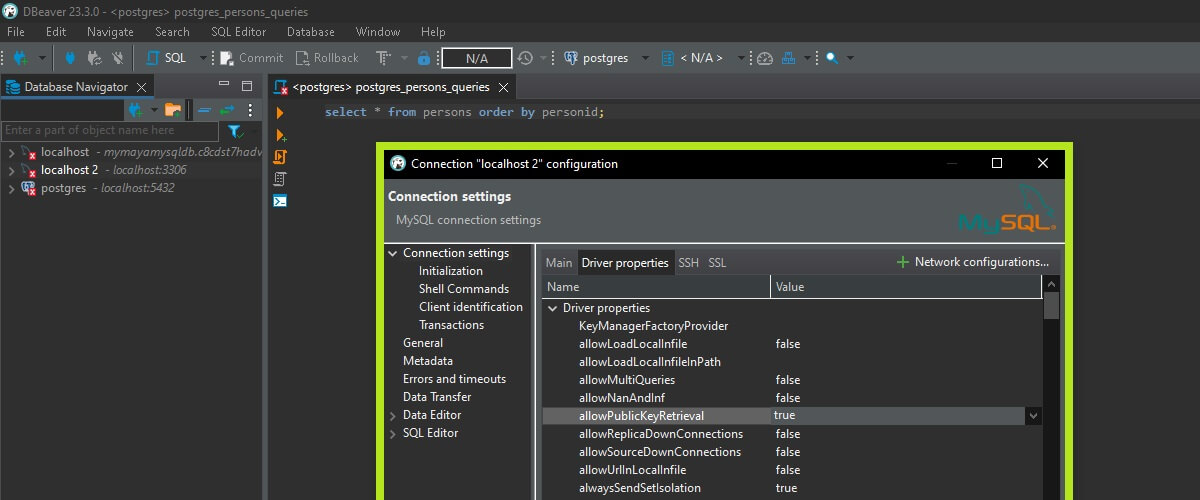 DBeaver 23.3.0 - <postgres> postgres_persons_queries
File Edit Navigate Search SQL Editor Database Window Help
SQL Commit Rollback N/A postgres < N/A >
Database Navigator
<postgres> postgres_persons_queries
Enter a part of object name here
localhost - mymayamysqldb.c8cdst7hadv
localhost 2 - localhost:3306
postgres - localhost:5432
select * from persons order by personid;
Connection "localhost 2" configuration
Connection settings
MySQL connection settings
MySQL
Connection settings
Initialization
Shell Commands
Client identification
Transactions
General
Metadata
Errors and timeouts
Data Transfer
Data Editor
SQL Editor
Main Driver properties SSH SSL Network configurations...
Name Value
Driver properties
KeyManagerFactoryProvider
allowLoadLocalInfile false
allowLoadLocalInfileInPath
allowMultiQueries false
allowNanAndInf false
allowPublicKeyRetrieval true
allowReplicaDownConnections false
allowSourceDownConnections false
allowUrlInLocalInfile false
alwaysSendSetIsolation true